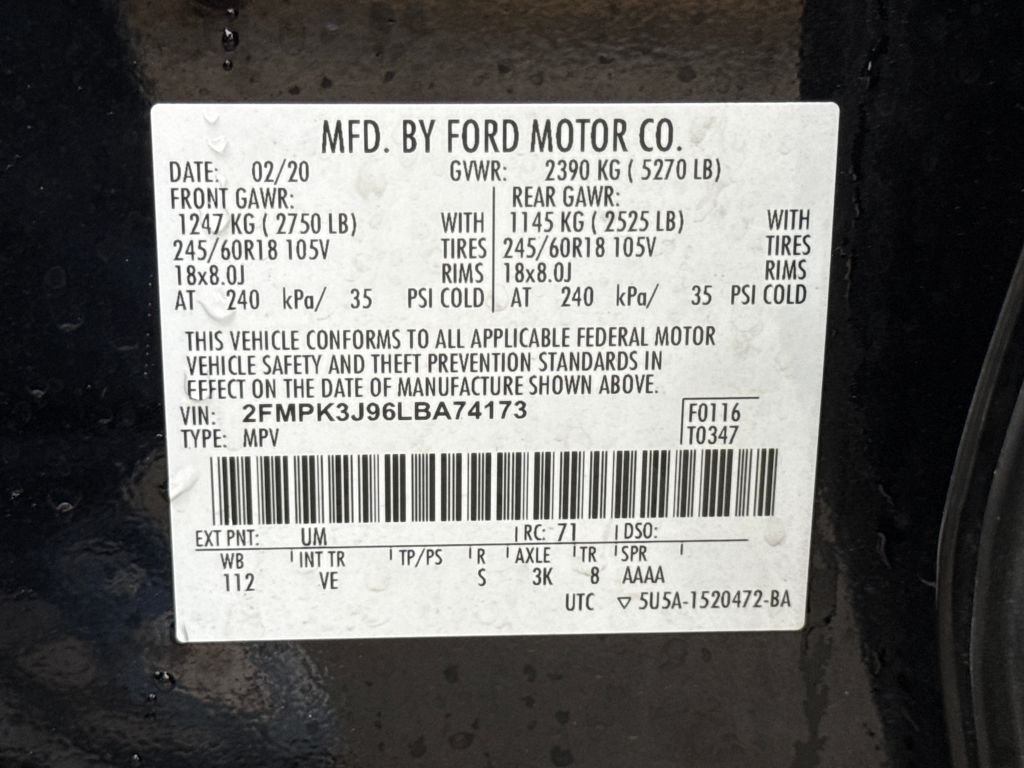 MFD. BY FORD MOTOR CO.
DATE: 02/20 GVWR: 2390 KG ( 5270 LB)
FRONT GAWR: REAR GAWR:
1247 KG ( 2750 LB) WITH 1145 KG ( 2525 LB) WITH
245/60R18 105V TIRES 245/60R18 105V TIRES
18x8.0J RIMS 18x8.0J RIMS
AT 240 kPa/ 35 PSI COLD AT 240 kPa/ 35 PSI COLD
THIS VEHICLE CONFORMS TO ALL APPLICABLE FEDERAL MOTOR
VEHICLE SAFETY AND THEFT PREVENTION STANDARDS IN
EFFECT ON THE DATE OF MANUFACTURE SHOWN ABOVE.
VIN: 2FMPK3J96LBA74173 F0116
TYPE: MPV T0347
EXT PNT: UM RC: 71 DSO:
WB INT TR TP/PS R AXLE TR SPR
112 VE S 3K 8 AAAA
UTC ▽ 5U5A-1520472-BA